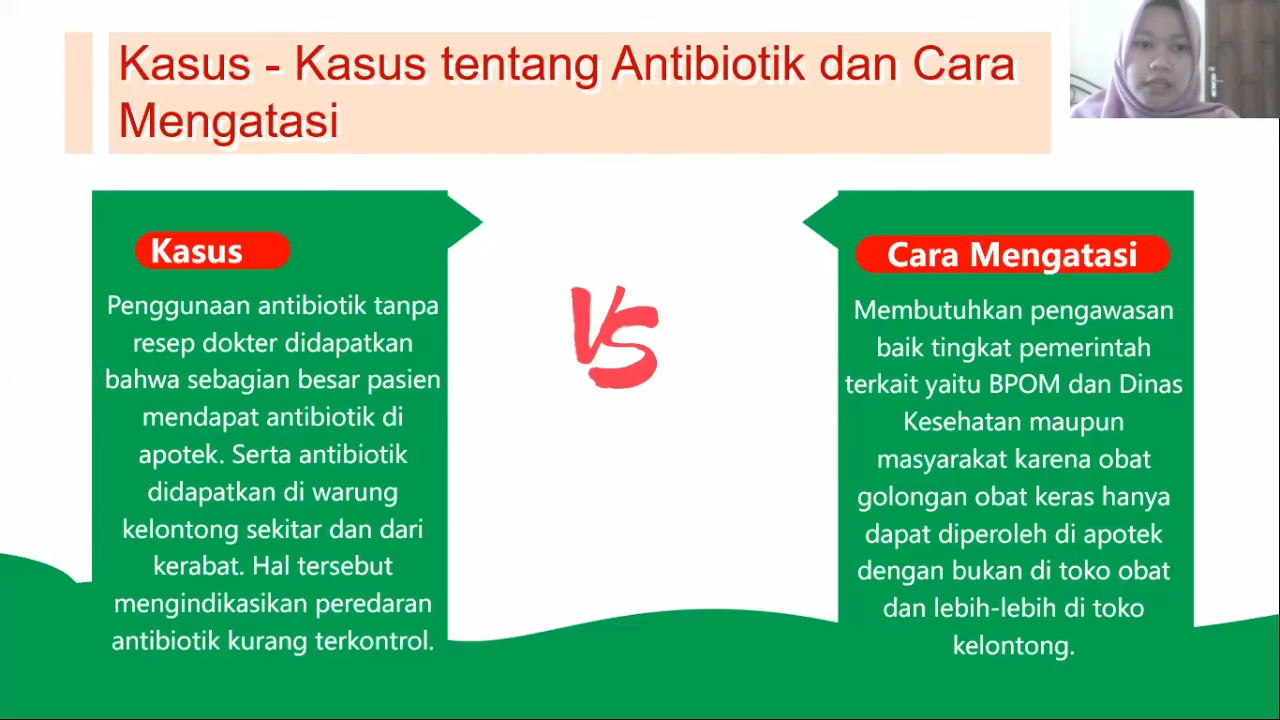 Kasus - Kasus tentang Antibiotik dan Cara
Mengatasi
Kasus
Penggunaan antibiotik tanpa
resep dokter didapatkan
bahwa sebagian besar pasien
mendapat antibiotik di
apotek. Serta antibiotik
didapatkan di warung
kelontong sekitar dan dari
kerabat. Hal tersebut
mengindikasikan peredaran
antibiotik kurang terkontrol.
VS
Cara Mengatasi
Membutuhkan pengawasan
baik tingkat pemerintah
terkait yaitu BPOM dan Dinas
Kesehatan maupun
masyarakat karena obat
golongan obat keras hanya
dapat diperoleh di apotek
dengan bukan di toko obat
dan lebih-lebih di toko
kelontong.